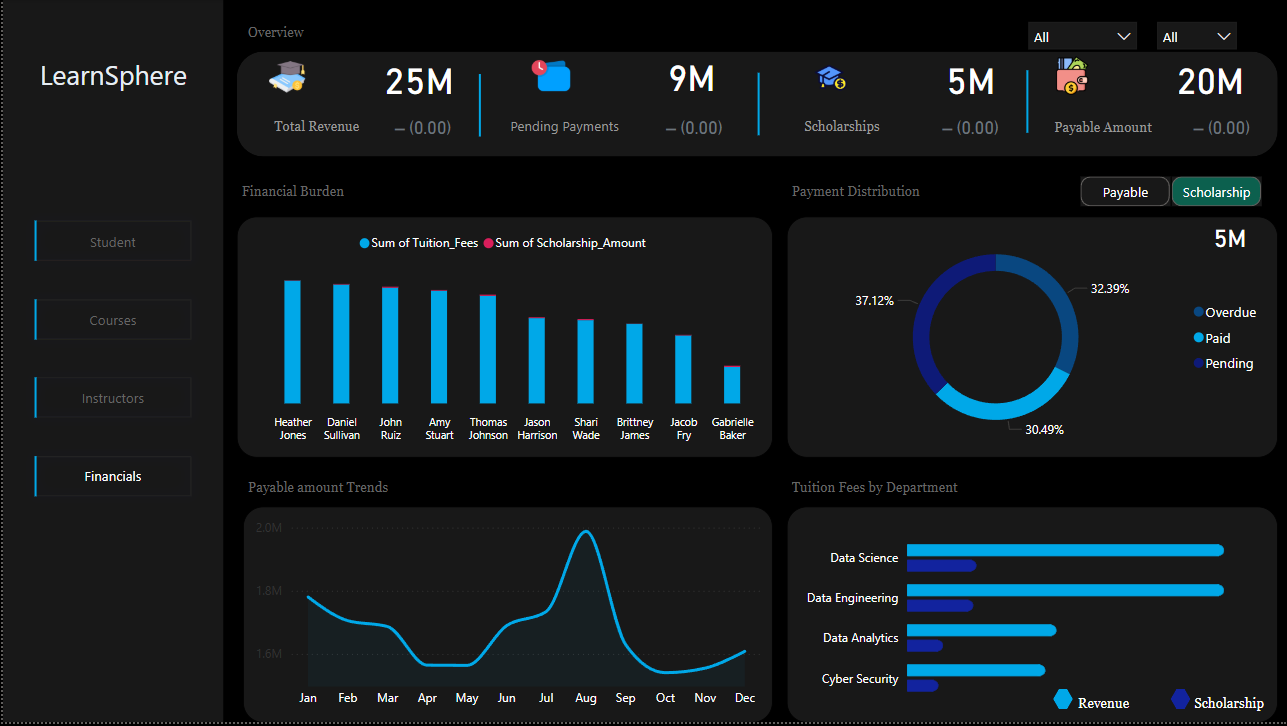 LearnSphere
Student
Courses
Instructors
Financials
Overview
All
All
25M
Total Revenue
– (0.00)
9M
Pending Payments
– (0.00)
5M
Scholarships
– (0.00)
20M
Payable Amount
– (0.00)
Financial Burden
Sum of Tuition_Fees Sum of Scholarship_Amount
Heather
Jones
Daniel
Sullivan
John
Ruiz
Amy
Stuart
Thomas
Johnson
Jason
Harrison
Shari
Wade
Brittney
James
Jacob
Fry
Gabrielle
Baker
Payment Distribution
Payable
Scholarship
5M
37.12%
32.39%
30.49%
Overdue
Paid
Pending
Payable amount Trends
2.0M
1.8M
1.6M
Jan Feb Mar Apr May Jun Jul Aug Sep Oct Nov Dec
Tuition Fees by Department
Data Science
Data Engineering
Data Analytics
Cyber Security
Revenue
Scholarship